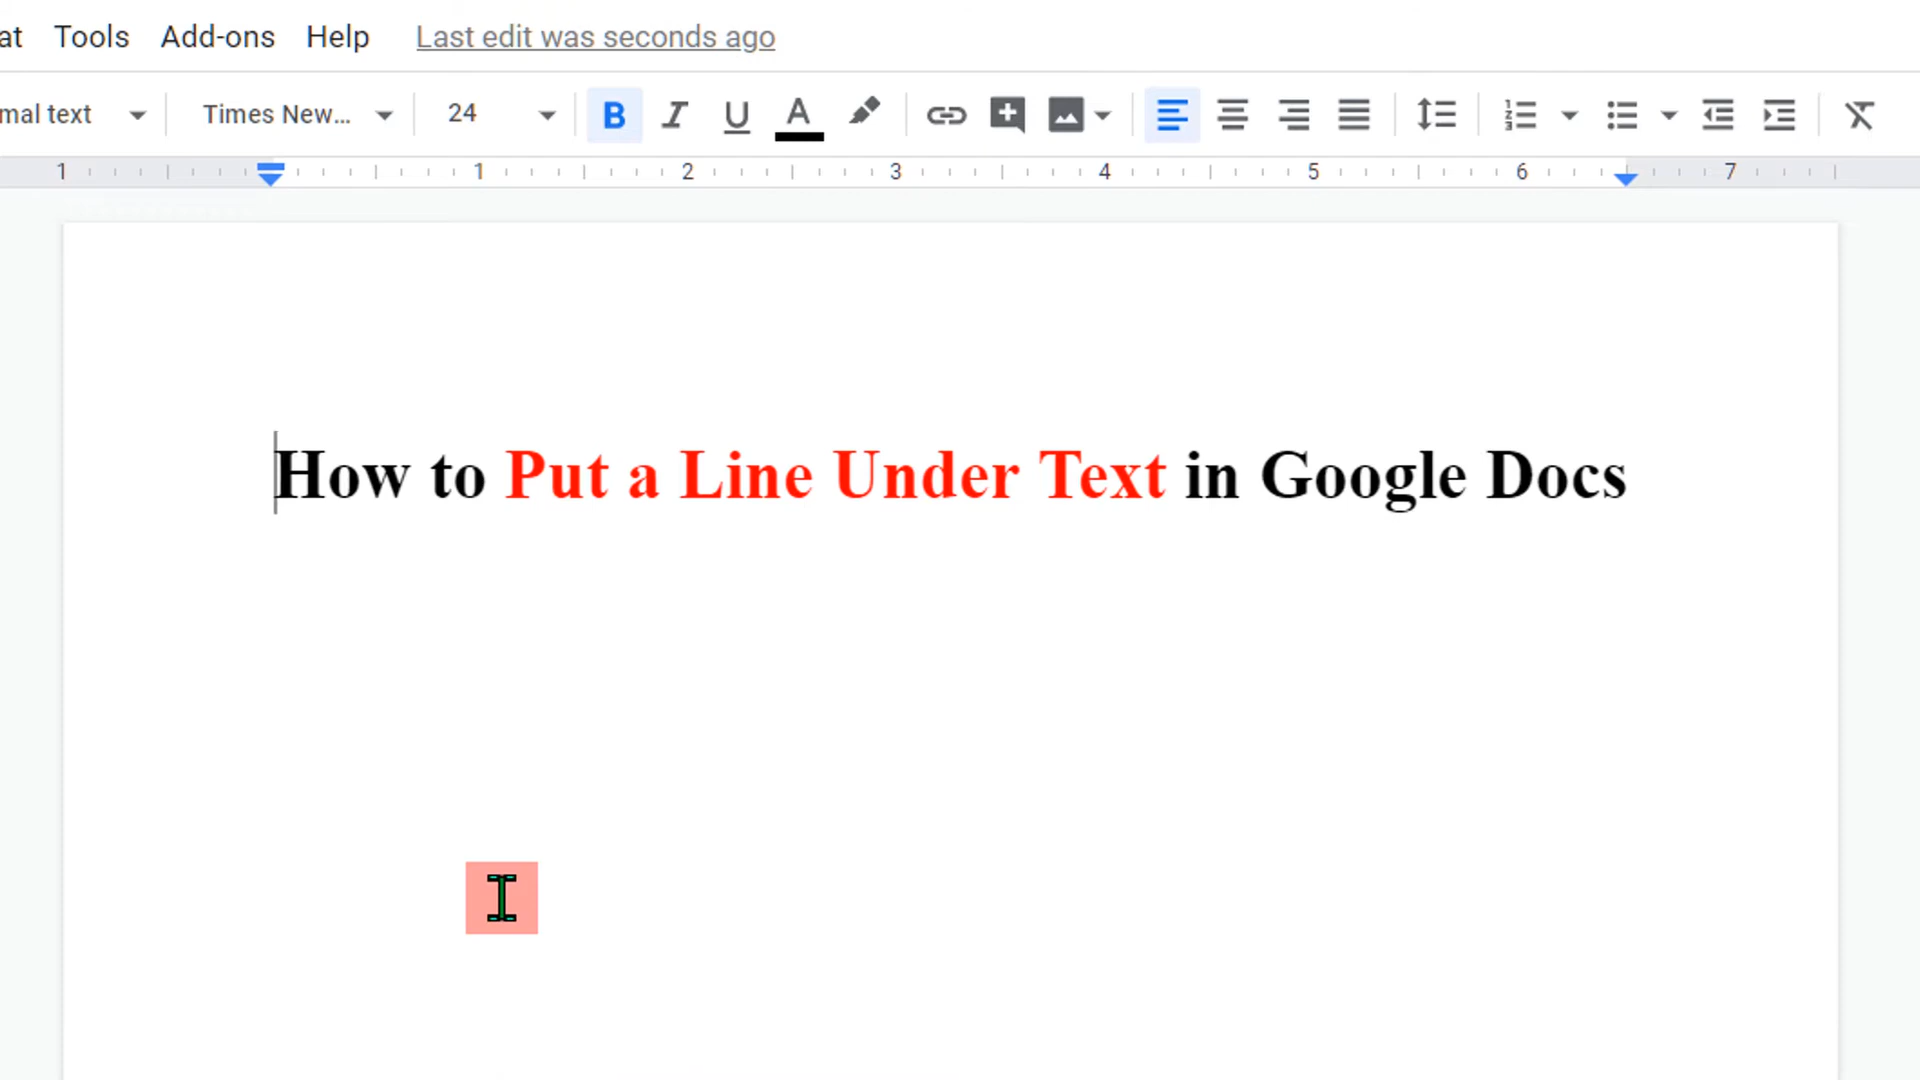 at Tools Add-ons Help Last edit was seconds ago
mal text Times New... 24 B I U A
1 1 2 3 4 5 6 7
How to Put a Line Under Text in Google Docs